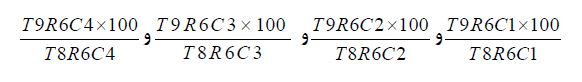 T9R6C1×100
T8R6C1
و
T9R6C2×100
T8R6C2
و
T9R6C3×100
T8R6C3
و
T9R6C4×100
T8R6C4